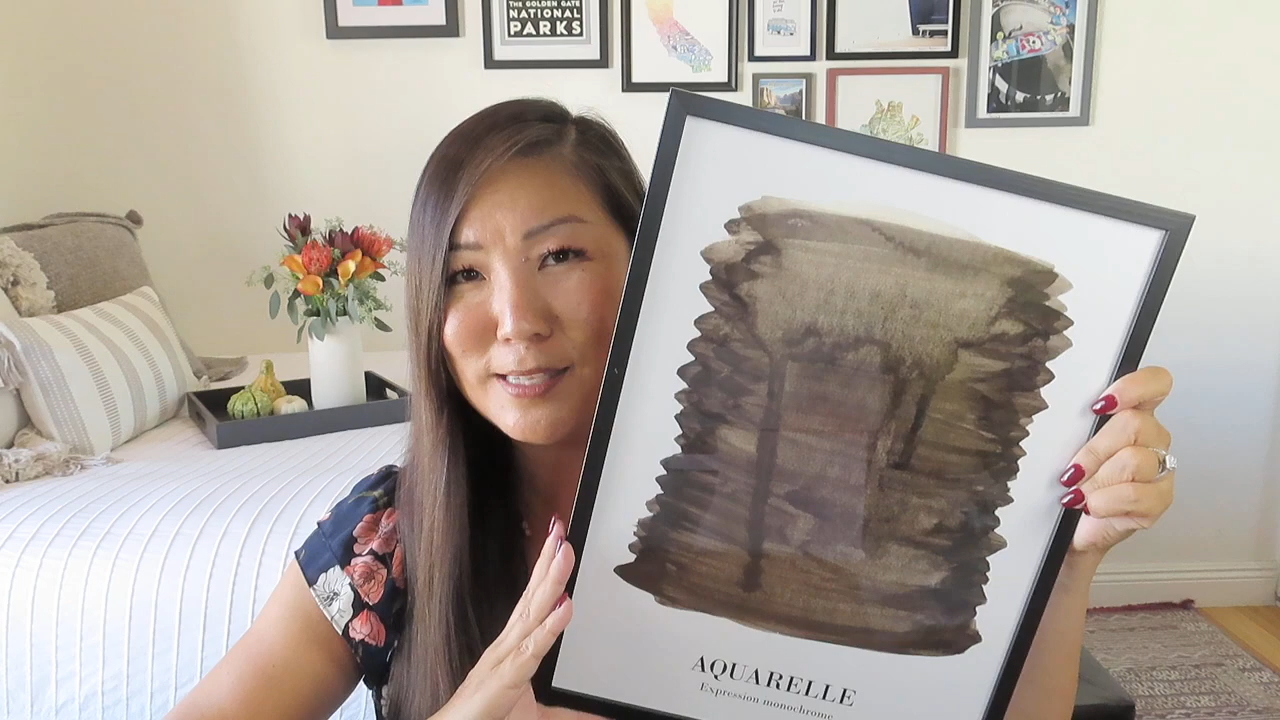 THE GOLDEN GATE
NATIONAL
PARKS
AQUARELLE
Expression monochrome